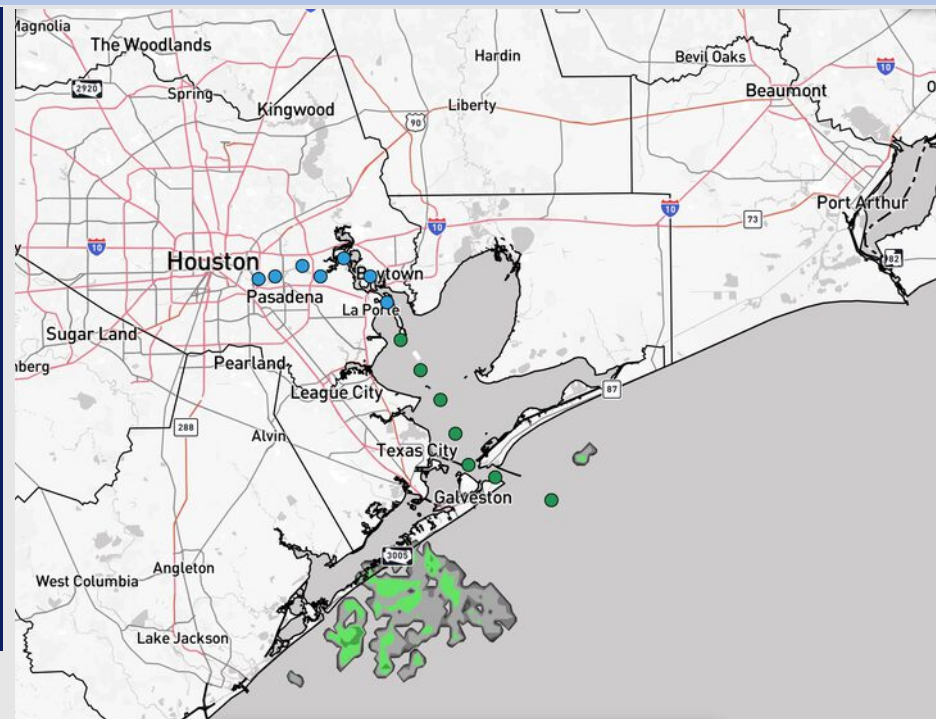 Magnolia
The Woodlands
Hardin
Bevil Oaks
10
2920
Spring
Kingwood
Liberty
Beaumont
90
10
Port Arthur
73
10
10
Houston
82
Baytown
Pasadena
La Porte
Sugar Land
Pearland
nberg
League City
87
288
Alvin
Texas City
Galveston
3005
Angleton
West Columbia
Lake Jackson